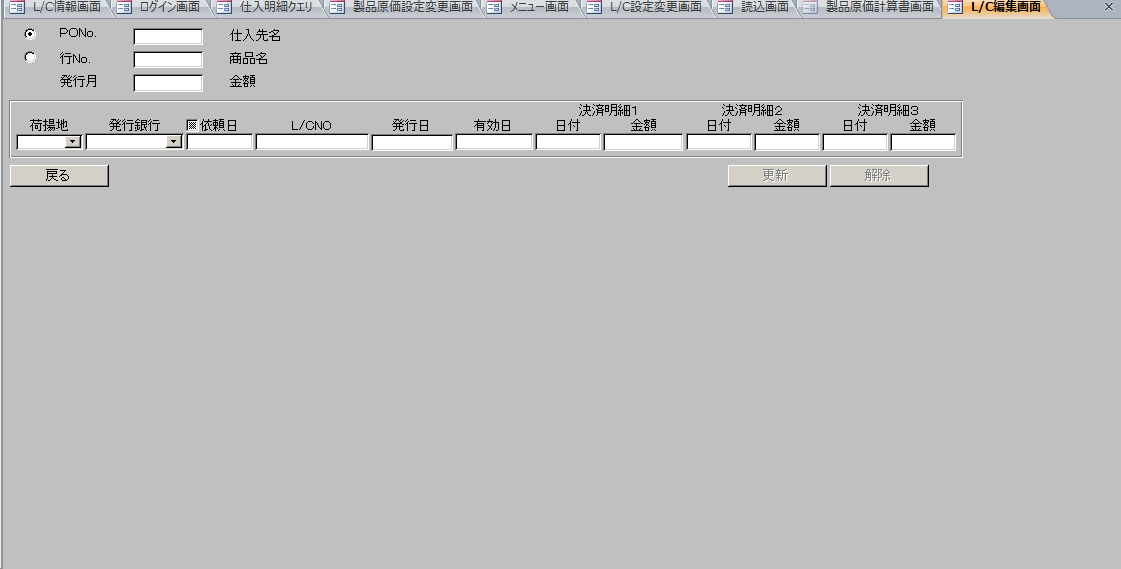 L/C情報画面 ログイン画面 仕入明細クエリ 製品原価設定変更画面 メニュー画面 L/C設定変更画面 読込画面 製品原価計算書画面 L/C編集画面
PONo. 仕入先名
行No. 商品名
発行月 金額
決済明細1 決済明細2 決済明細3
荷揚地 発行銀行 依頼日 L/CNO 発行日 有効日 日付 金額 日付 金額 日付 金額
戻る 更新 解除